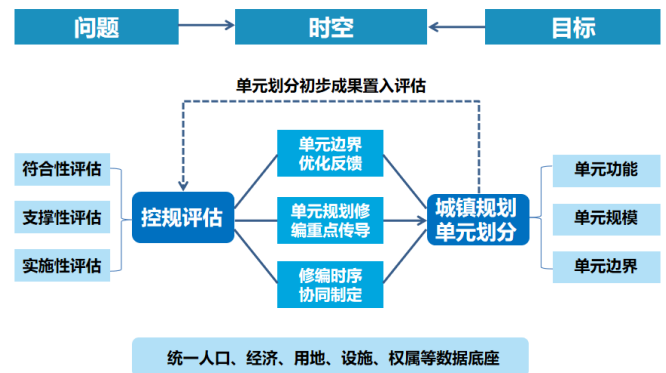 问题
时空
目标
单元划分初步成果置入评估
符合性评估
支撑性评估
实施性评估
控规评估
单元边界
优化反馈
单元规划修
编重点传导
修编时序
协同制定
城镇规划
单元划分
单元功能
单元规模
单元边界
统一人口、经济、用地、设施、权属等数据底座